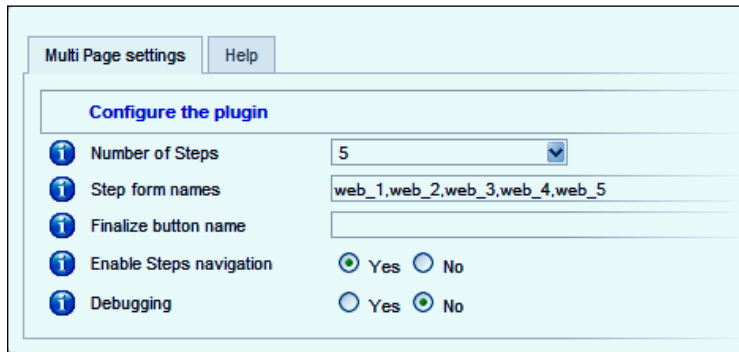 Multi Page settings Help
Configure the plugin
Number of Steps 5
Step form names web_1,web_2,web_3,web_4,web_5
Finalize button name
Enable Steps navigation Yes No
Debugging Yes No